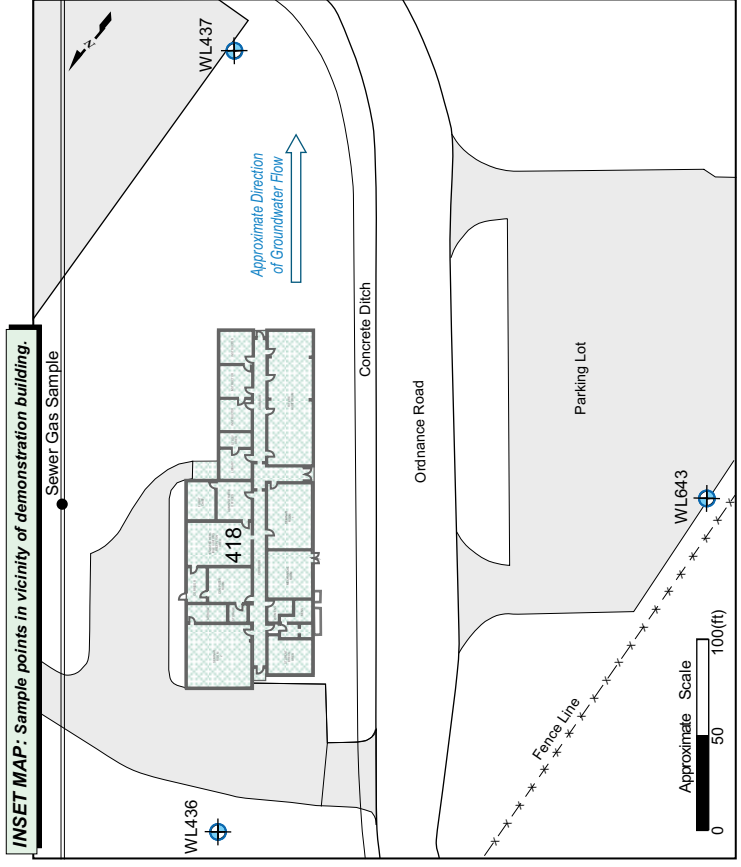 INSET MAP: Sample points in vicinity of demonstration building.
Sewer Gas Sample
N
WL437
Approximate Direction
of Groundwater Flow
418
WL436
Concrete Ditch
Ordnance Road
Parking Lot
WL643
Fence Line
Approximate Scale
0 50 100(ft)